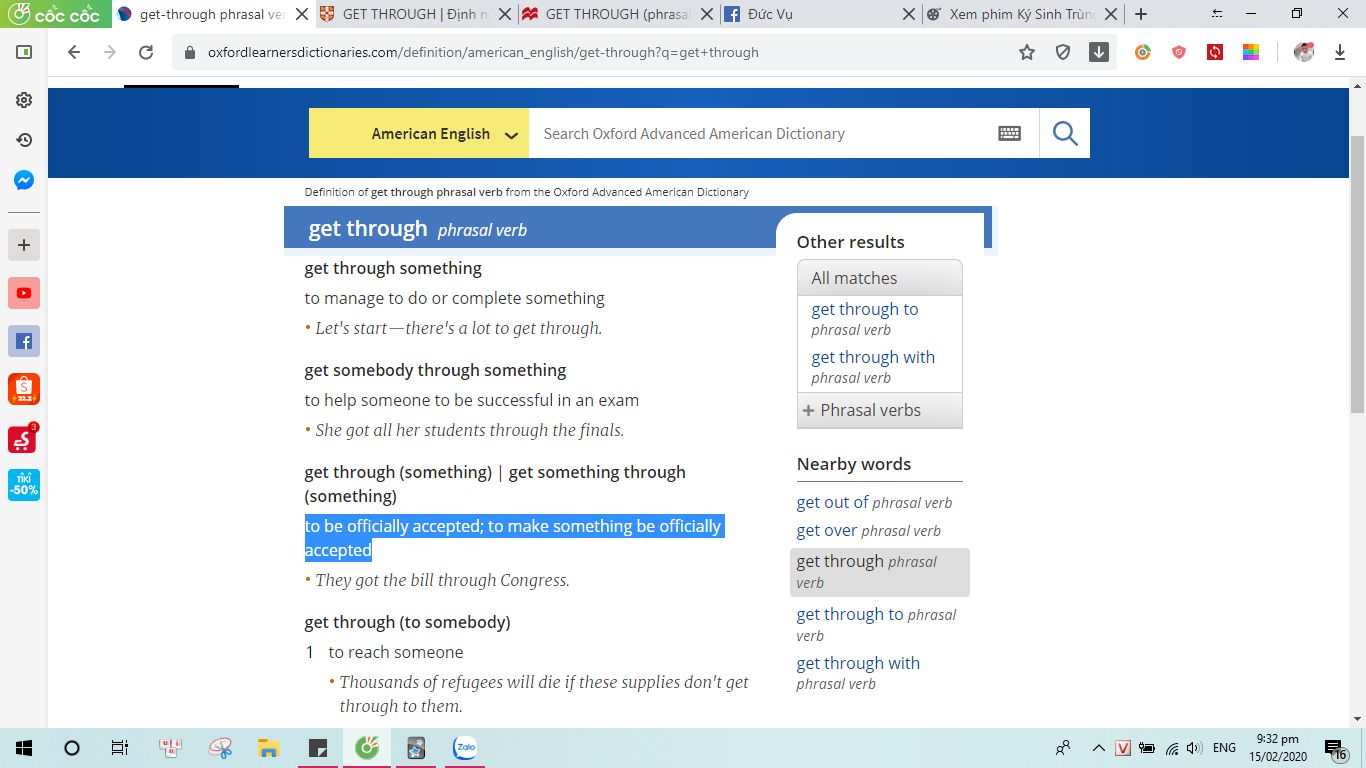 cốc cốc
get-through phrasal ver
GET THROUGH | Định n
GET THROUGH (phrasal
Đức Vụ
Xem phim Ký Sinh Trùng
oxfordlearnersdictionaries.com/definition/american_english/get-through?q=get+through
American English
Search Oxford Advanced American Dictionary
Definition of get through phrasal verb from the Oxford Advanced American Dictionary
get through phrasal verb
get through something
to manage to do or complete something
• Let's start—there's a lot to get through.
get somebody through something
to help someone to be successful in an exam
• She got all her students through the finals.
get through (something) | get something through
(something)
to be officially accepted; to make something be officially
accepted
• They got the bill through Congress.
get through (to somebody)
1 to reach someone
• Thousands of refugees will die if these supplies don't get
through to them.
Other results
All matches
get through to
phrasal verb
get through with
phrasal verb
+ Phrasal verbs
Nearby words
get out of phrasal verb
get over phrasal verb
get through phrasal
verb
get through to phrasal
verb
get through with
phrasal verb
22.2
3
TIKI
-50%
Zalo
V
ENG
9:32 pm
15/02/2020
16